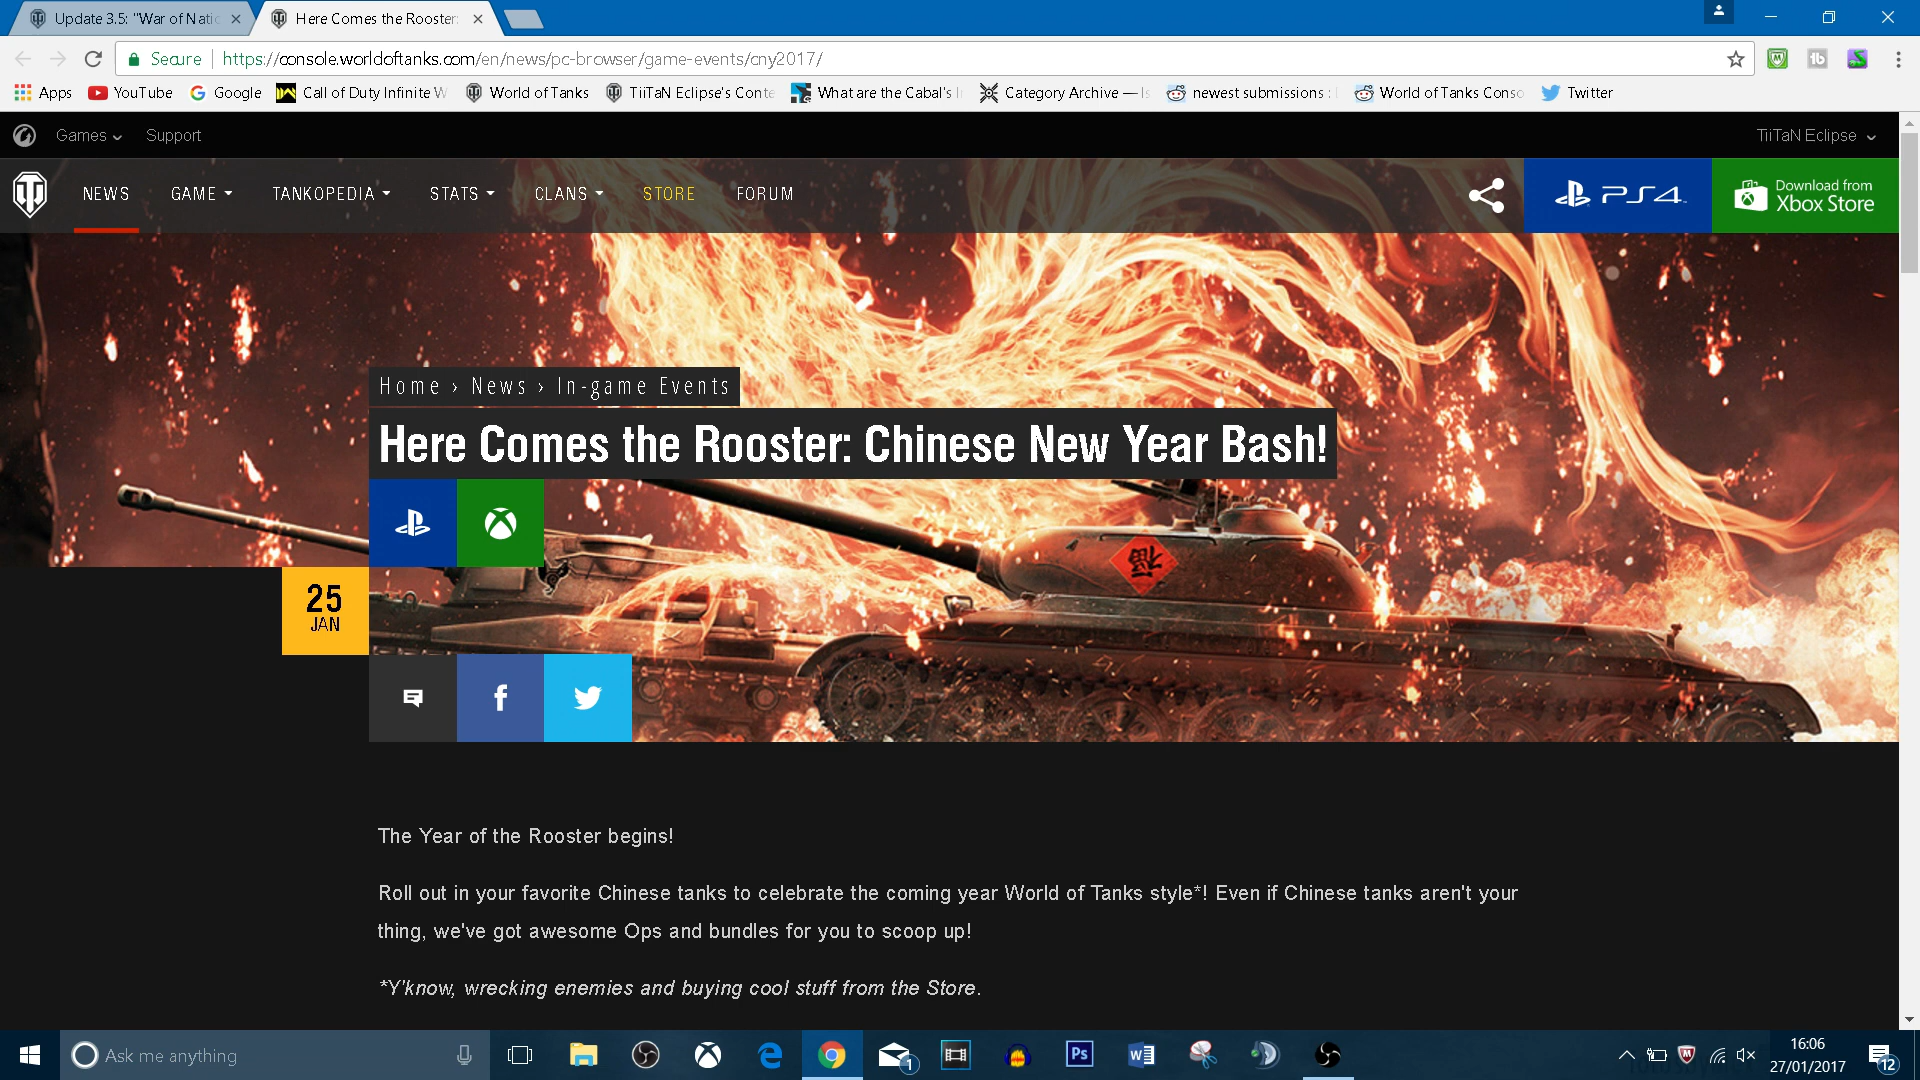 Update 3.5: "War of Natio
Here Comes the Rooster:
Secure
https://console.worldoftanks.com/en/news/pc-browser/game-events/cny2017/
Apps
YouTube
Google
Call of Duty Infinite W
World of Tanks
TiiTaN Eclipse's Conte
What are the Cabal's I
Category Archive — Is
newest submissions :
World of Tanks Conso
Twitter
Games
Support
TiiTaN Eclipse
NEWS
GAME
TANKOPEDIA
STATS
CLANS
STORE
FORUM
PS4
Download from
Xbox Store
Home › News › In-game Events
Here Comes the Rooster: Chinese New Year Bash!
25
JAN
The Year of the Rooster begins!
Roll out in your favorite Chinese tanks to celebrate the coming year World of Tanks style*! Even if Chinese tanks aren't your
thing, we've got awesome Ops and bundles for you to scoop up!
*Y'know, wrecking enemies and buying cool stuff from the Store.
Ask me anything
1
Ps
16:06
27/01/2017
12